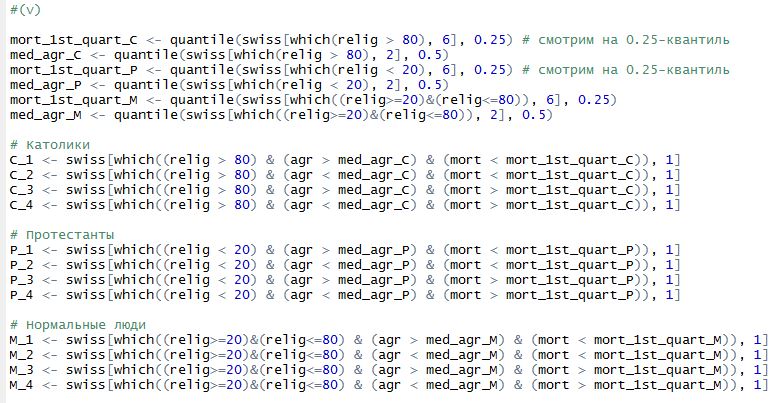 #(v)
mort_1st_quart_C <- quantile(swiss[which(relig > 80), 6], 0.25) # смотрим на 0.25-квантиль
med_agr_C <- quantile(swiss[which(relig > 80), 2], 0.5)
mort_1st_quart_P <- quantile(swiss[which(relig < 20), 6], 0.25) # смотрим на 0.25-квантиль
med_agr_P <- quantile(swiss[which(relig < 20), 2], 0.5)
mort_1st_quart_M <- quantile(swiss[which((relig>=20)&(relig<=80)), 6], 0.25)
med_agr_M <- quantile(swiss[which((relig>=20)&(relig<=80)), 2], 0.5)
# Католики
C_1 <- swiss[which((relig > 80) & (agr > med_agr_C) & (mort < mort_1st_quart_C)), 1]
C_2 <- swiss[which((relig > 80) & (agr < med_agr_C) & (mort < mort_1st_quart_C)), 1]
C_3 <- swiss[which((relig > 80) & (agr > med_agr_C) & (mort > mort_1st_quart_C)), 1]
C_4 <- swiss[which((relig > 80) & (agr < med_agr_C) & (mort > mort_1st_quart_C)), 1]
# Протестанты
P_1 <- swiss[which((relig < 20) & (agr > med_agr_P) & (mort < mort_1st_quart_P)), 1]
P_2 <- swiss[which((relig < 20) & (agr < med_agr_P) & (mort < mort_1st_quart_P)), 1]
P_3 <- swiss[which((relig < 20) & (agr > med_agr_P) & (mort > mort_1st_quart_P)), 1]
P_4 <- swiss[which((relig < 20) & (agr < med_agr_P) & (mort > mort_1st_quart_P)), 1]
# Нормальные люди
M_1 <- swiss[which((relig>=20)&(relig<=80) & (agr > med_agr_M) & (mort < mort_1st_quart_M)), 1]
M_2 <- swiss[which((relig>=20)&(relig<=80) & (agr < med_agr_M) & (mort < mort_1st_quart_M)), 1]
M_3 <- swiss[which((relig>=20)&(relig<=80) & (agr > med_agr_M) & (mort > mort_1st_quart_M)), 1]
M_4 <- swiss[which((relig>=20)&(relig<=80) & (agr < med_agr_M) & (mort > mort_1st_quart_M)), 1]